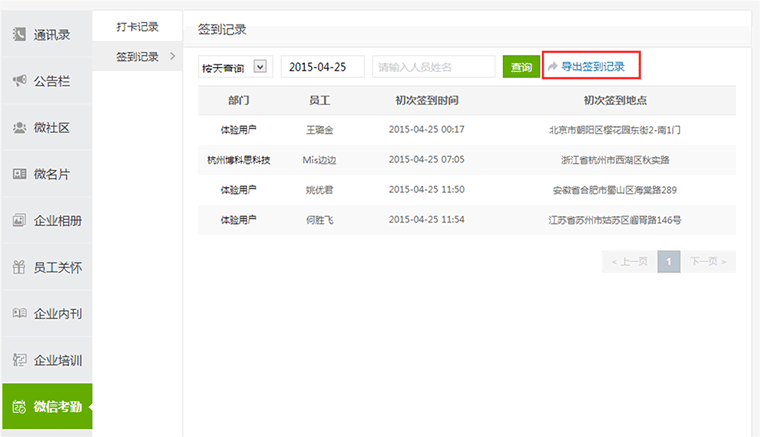 通讯录
公告栏
微社区
微名片
企业相册
员工关怀
企业内刊
企业培训
微信考勤
打卡记录
签到记录 >
签到记录
按天查询 2015-04-25 请输入人员姓名 查询 导出签到记录
部门 员工 初次签到时间 初次签到地点
体验用户 王璐金 2015-04-25 00:17 北京市朝阳区樱花园东街2-南1门
杭州博科思科技 Mis边边 2015-04-25 07:05 浙江省杭州市西湖区秋实路
体验用户 姚优君 2015-04-25 11:50 安徽省合肥市蜀山区海棠路289
体验用户 何胜飞 2015-04-25 11:54 江苏省苏州市姑苏区阊胥路146号
< 上一页 1 下一页 >